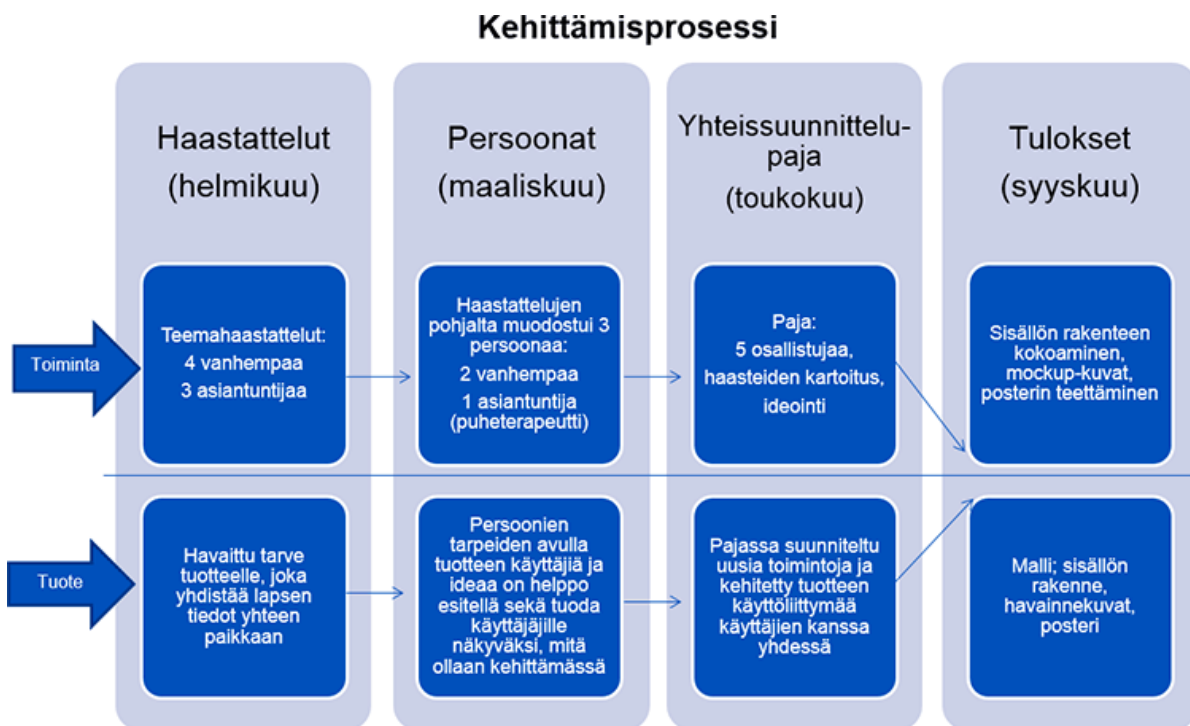 Kehittämisprosessi
Haastattelut
(helmikuu)
Persoonat
(maaliskuu)
Yhteissuunnittelu-
paja
(toukokuu)
Tulokset
(syyskuu)
Toiminta
Teemahaastattelut:
4 vanhempaa
3 asiantuntijaa
Haastattelujen
pohjalta muodostui 3
persoonaa:
2 vanhempaa
1 asiantuntija
(puheterapeutti)
Paja:
5 osallistujaa,
haasteiden kartoitus,
ideointi
Sisällön rakenteen
kokoaminen,
mockup-kuvat,
posterin teettäminen
Tuote
Havaittu tarve
tuotteelle, joka
yhdistää lapsen
tiedot yhteen
paikkaan
Persoonien
tarpeiden avulla
tuotteen käyttäjiä ja
ideaa on helppo
esitellä sekä tuoda
käyttäjäjille
näkyväksi, mitä
ollaan kehittämässä
Pajassa suunniteltu
uusia toimintoja ja
kehitetty tuotteen
käyttöliittymää
käyttäjien kanssa
yhdessä
Malli; sisällön
rakenne,
havainnekuvat,
posteri